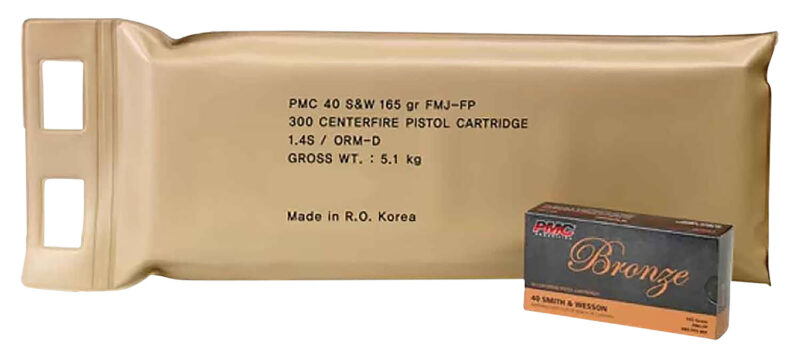 PMC 40 S&W 165 gr FMJ-FP
300 CENTERFIRE PISTOL CARTRIDGE
1.4S / ORM-D
GROSS WT. : 5.1 kg
Made in R.O. Korea
PMC
Bronze
40 SMITH & WESSON